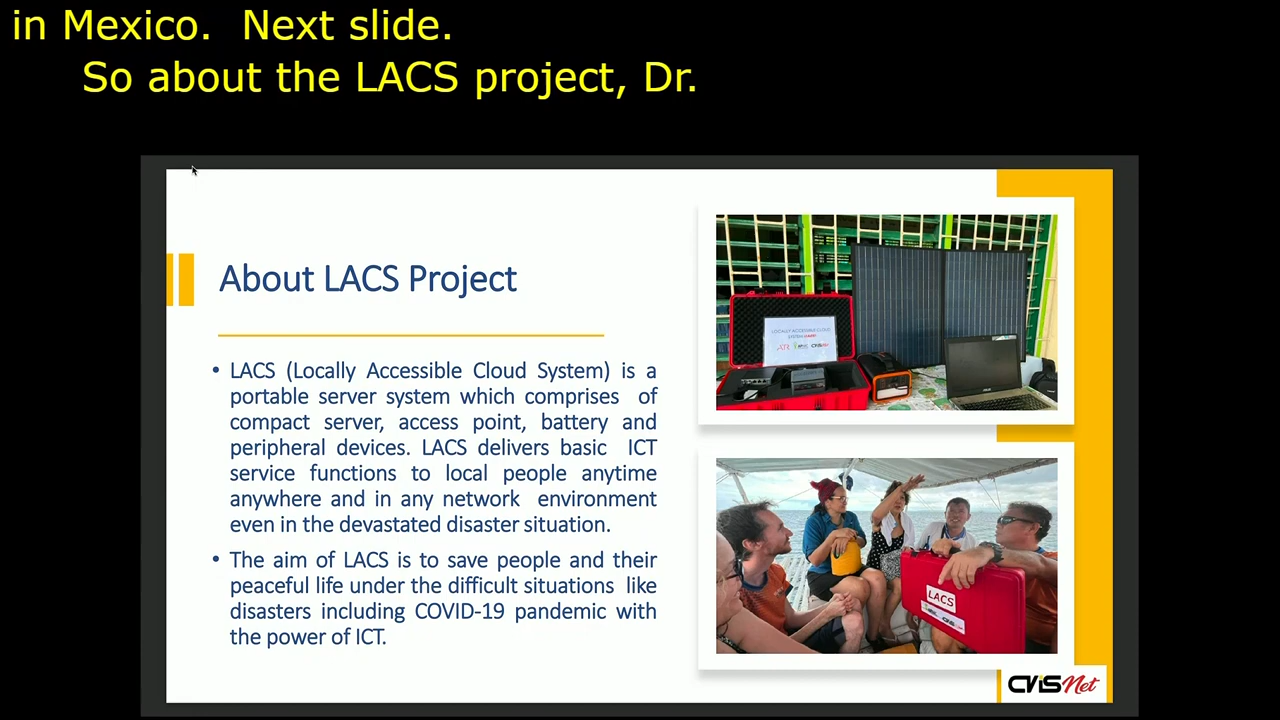 in Mexico.  Next slide.
So about the LACS project, Dr.
About LACS Project
• LACS (Locally Accessible Cloud System) is a
portable server system which comprises of
compact server, access point, battery and
peripheral devices. LACS delivers basic ICT
service functions to local people anytime
anywhere and in any network environment
even in the devastated disaster situation.
• The aim of LACS is to save people and their
peaceful life under the difficult situations like
disasters including COVID-19 pandemic with
the power of ICT.
LOCALLY ACCESSIBLE CLOUD
LACS
CVISNet